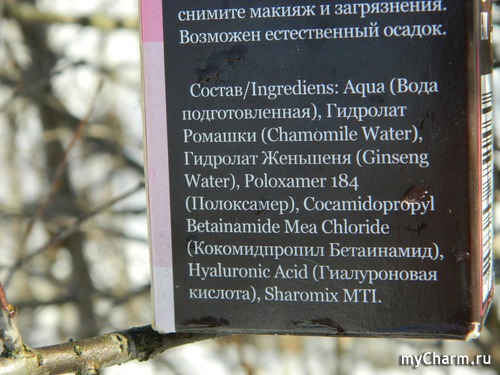 снимите макияж и загрязнения.
Возможен естественный осадок.
Состав/Ingrediens: Aqua (Вода
подготовленная), Гидролат
Ромашки (Chamomile Water),
Гидролат Женьшеня (Ginseng
Water), Poloxamer 184
(Полоксамер), Cocamidopropyl
Betainamide Mea Chloride
(Кокомидпропил Бетаинамид),
Hyaluronic Acid (Гиалуроновая
кислота), Sharomix MTI.
myCharm.ru